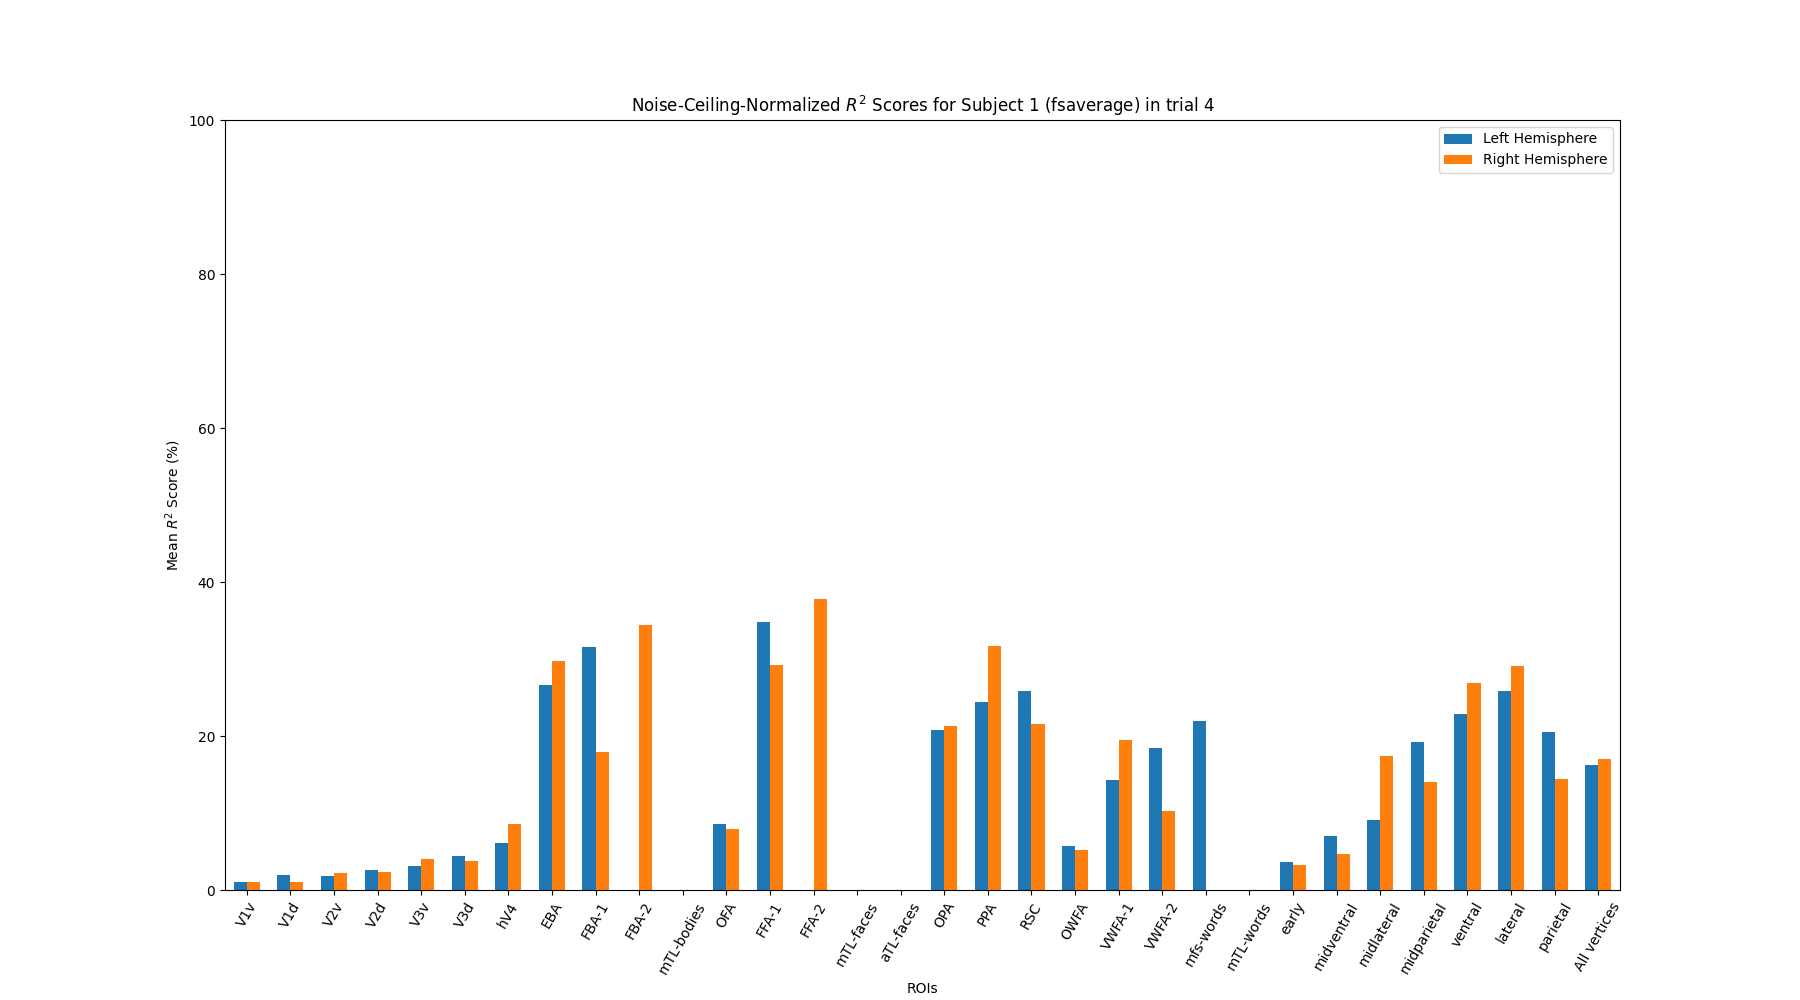 Noise-Ceiling-Normalized R² Scores for Subject 1 (fsaverage) in trial 4
100
80
60
40
20
0
Mean R² Score (%)
Left Hemisphere
Right Hemisphere
V1v
V1d
V2v
V2d
V3v
V3d
hV4
EBA
FBA-1
FBA-2
mTL-bodies
OFA
FFA-1
FFA-2
mTL-faces
aTL-faces
OPA
PPA
RSC
OWFA
VWFA-1
VWFA-2
mfs-words
mTL-words
early
midventral
midlateral
midparietal
ventral
lateral
parietal
All vertices
ROIs